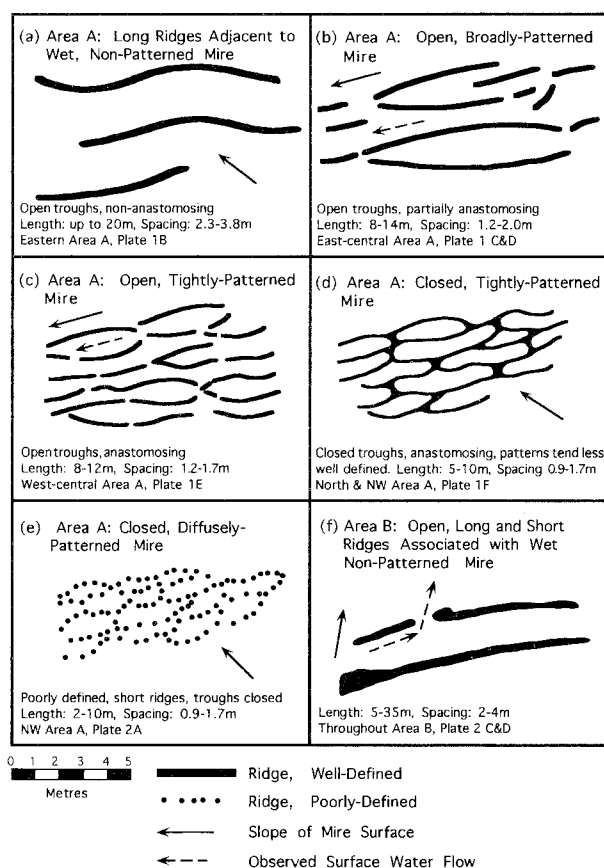 (a) Area A: Long Ridges Adjacent to
Wet, Non-Patterned Mire
Open troughs, non-anastomosing
Length: up to 20m, Spacing: 2.3-3.8m
Eastern Area A, Plate 1B
(b) Area A: Open, Broadly-Patterned
Mire
Open troughs, partially anastomosing
Length: 8-14m, Spacing: 1.2-2.0m
East-central Area A, Plate 1 C&D
(c) Area A: Open, Tightly-Patterned
Mire
Open troughs, anastomosing
Length: 8-12m, Spacing: 1.2-1.7m
West-central Area A, Plate 1E
(d) Area A: Closed, Tightly-Patterned
Mire
Closed troughs, anastomosing, patterns tend less
well defined. Length: 5-10m, Spacing 0.9-1.7m
North & NW Area A, Plate 1F
(e) Area A: Closed, Diffusely-
Patterned Mire
Poorly defined, short ridges, troughs closed
Length: 2-10m, Spacing: 0.9-1.7m
NW Area A, Plate 2A
(f) Area B: Open, Long and Short
Ridges Associated with Wet
Non-Patterned Mire
Length: 5-35m, Spacing: 2-4m
Throughout Area B, Plate 2 C&D
0 1 2 3 4 5
Metres
Ridge, Well-Defined
Ridge, Poorly-Defined
Slope of Mire Surface
Observed Surface Water Flow